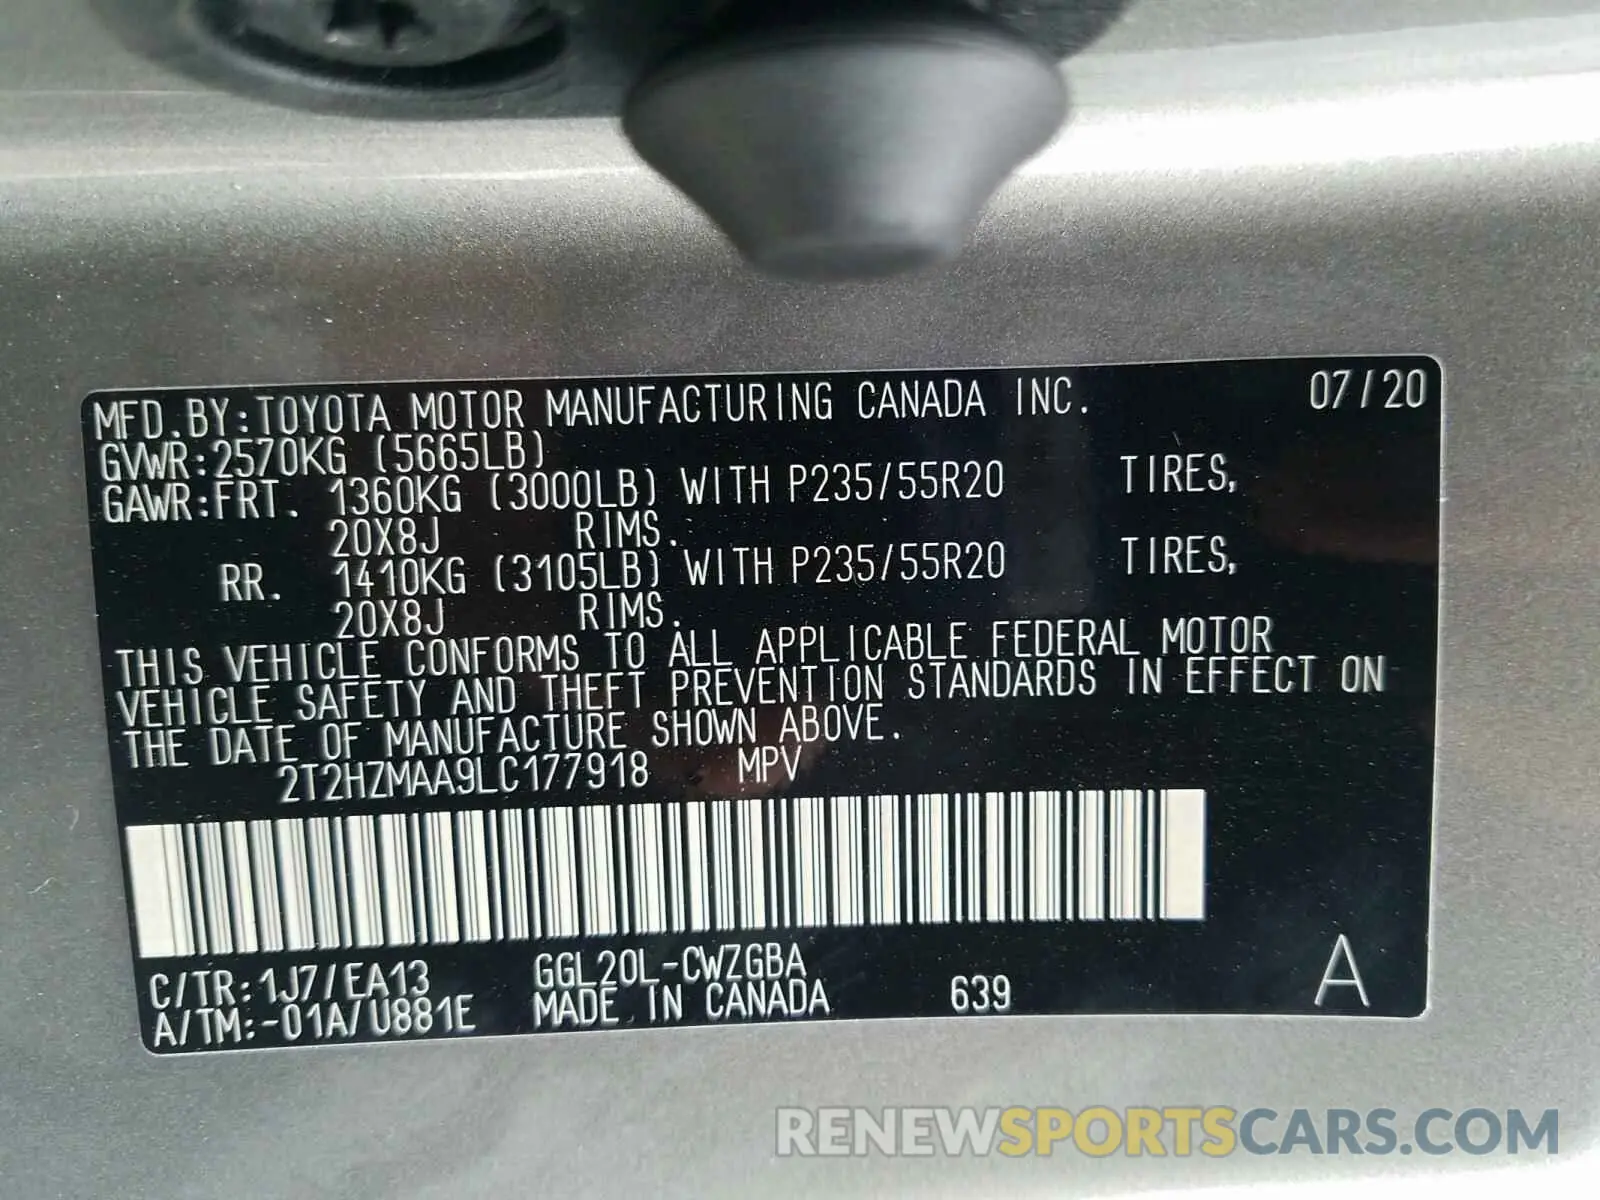 MFD.BY:TOYOTA MOTOR MANUFACTURING CANADA INC. 07/20
GVWR:2570KG (5665LB)
GAWR:FRT. 1360KG (3000LB) WITH P235/55R20 TIRES,
20X8J RIMS.
RR. 1410KG (3105LB) WITH P235/55R20 TIRES,
20X8J RIMS.
THIS VEHICLE CONFORMS TO ALL APPLICABLE FEDERAL MOTOR
VEHICLE SAFETY AND THEFT PREVENTION STANDARDS IN EFFECT ON
THE DATE OF MANUFACTURE SHOWN ABOVE.
2T2HZMAA9LC177918 MPV
C/TR:1J7/EA13 GGL20L-CWZGBA
A/TM:-01A/U881E MADE IN CANADA 639 A
RENEWSPORTSCARS.COM